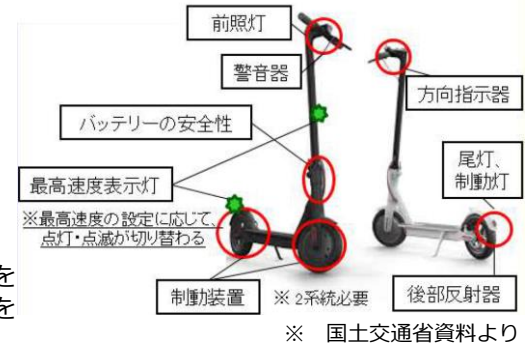 前照灯
警音器
方向指示器
バッテリーの安全性
尾灯、
制動灯
最高速度表示灯
※最高速度の設定に応じて、
点灯・点滅が切り替わる
を
を
制動装置
※ 2系統必要
後部反射器
※ 国土交通省資料より